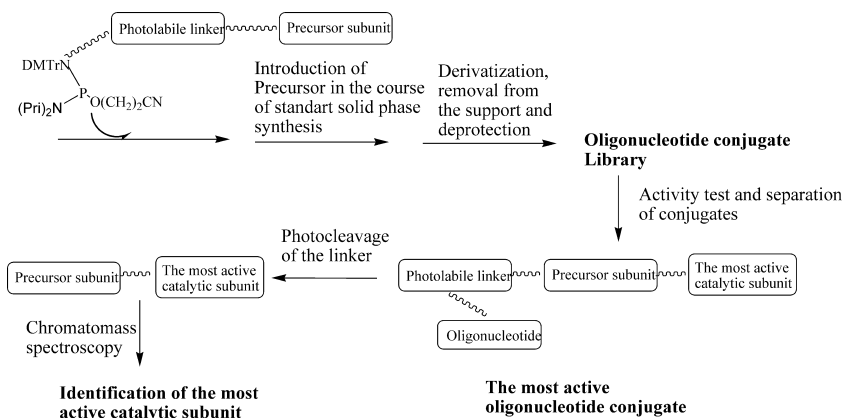 Photolabile linker
Precursor subunit
DMTrN
P
(Pri)₂N
O(CH₂)₂CN
Introduction of
Precursor in the course
of standart solid phase
synthesis
Derivatization,
removal from
the support and
deprotection
Oligonucleotide conjugate
Library
Activity test and separation
of conjugates
Photolabile linker
Precursor subunit
The most active
catalytic subunit
Oligonucleotide
The most active
oligonucleotide conjugate
Photocleavage
of the linker
Precursor subunit
The most active
catalytic subunit
Chromatomass
spectroscopy
Identification of the most
active catalytic subunit